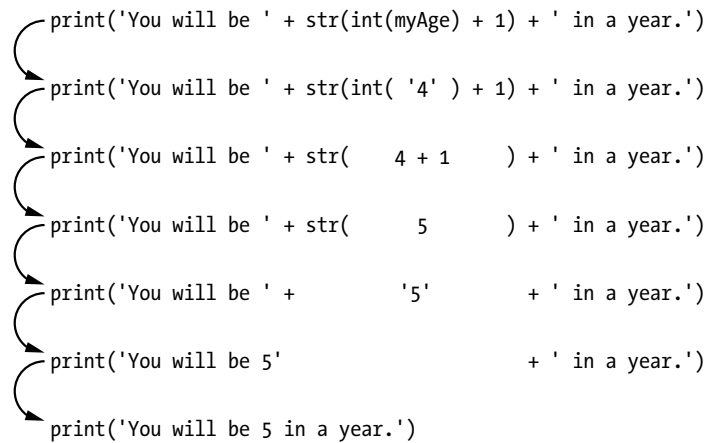 print('You will be ' + str(int(myAge) + 1) + ' in a year.')
print('You will be ' + str(int( '4' ) + 1) + ' in a year.')
print('You will be ' + str(    4 + 1     ) + ' in a year.')
print('You will be ' + str(      5       ) + ' in a year.')
print('You will be ' +          '5'         + ' in a year.')
print('You will be 5'                       + ' in a year.')
print('You will be 5 in a year.')